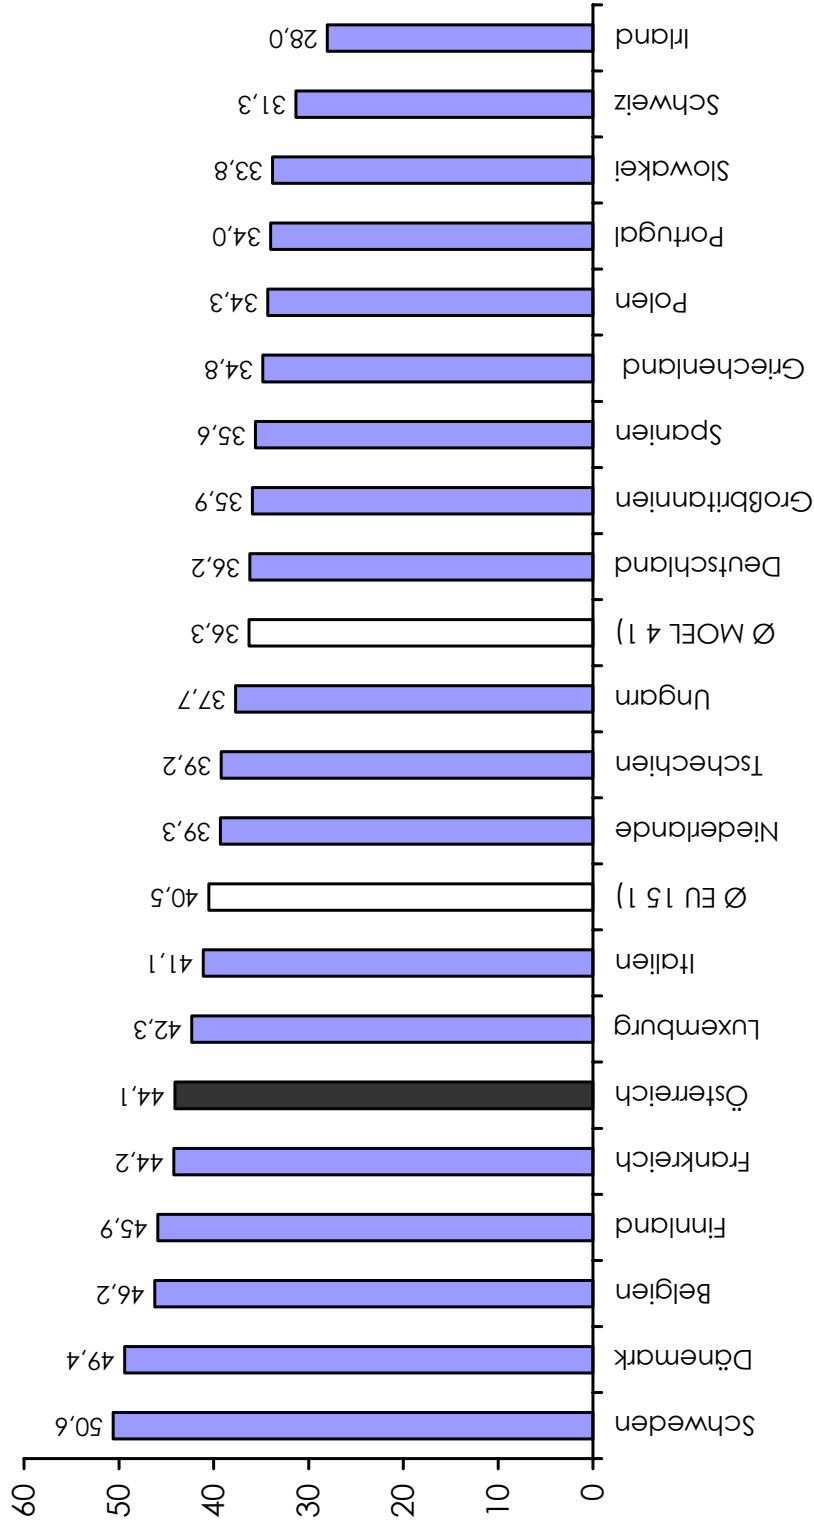 Schweden 50,6
Dänemark 49,4
Belgien 46,2
Finnland 45,9
Frankreich 44,2
Österreich 44,1
Luxemburg 42,3
Italien 41,1
Ø EU 15 1) 40,5
Niederlande 39,3
Tschechien 39,2
Ungarn 37,7
Ø MOEL 4 1) 36,3
Deutschland 36,2
Großbritannien 35,9
Spanien 35,6
Griechenland 34,8
Polen 34,3
Portugal 34,0
Slowakei 33,8
Schweiz 31,3
Irland 28,0
0
10
20
30
40
50
60